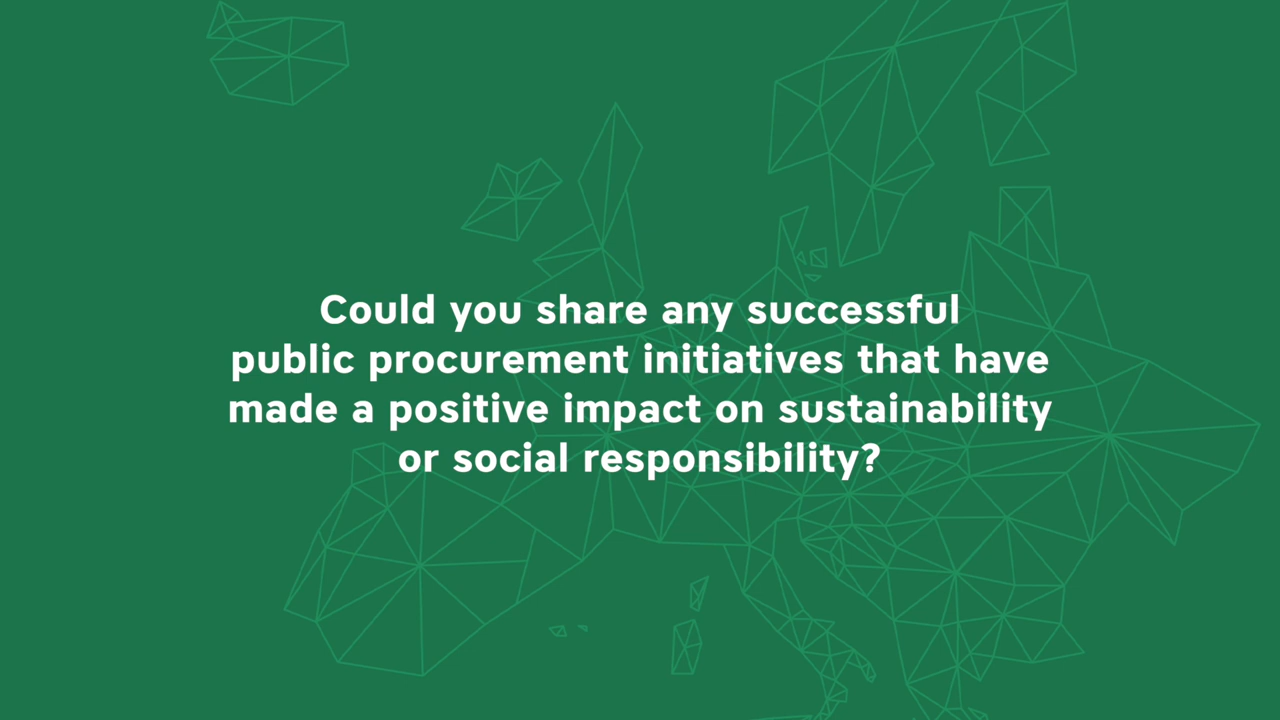 Could you share any successful
public procurement initiatives that have
made a positive impact on sustainability
or social responsibility?